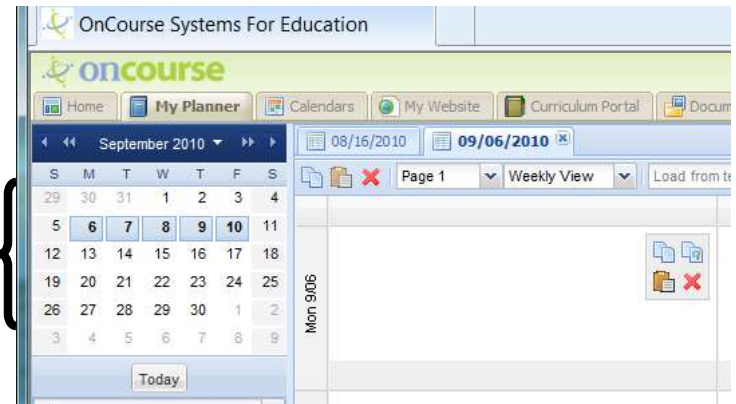 OnCourse Systems For Education
oncourse
Home My Planner Calendars My Website Curriculum Portal Docum
September 2010
08/16/2010 09/06/2010
S M T W T F S
Page 1 Weekly View Load from te
29 30 31 1 2 3 4
5 6 7 8 9 10 11
12 13 14 15 16 17 18
19 20 21 22 23 24 25
26 27 28 29 30 1 2
3 4 5 6 7 8 9
Mon 9/06
Today